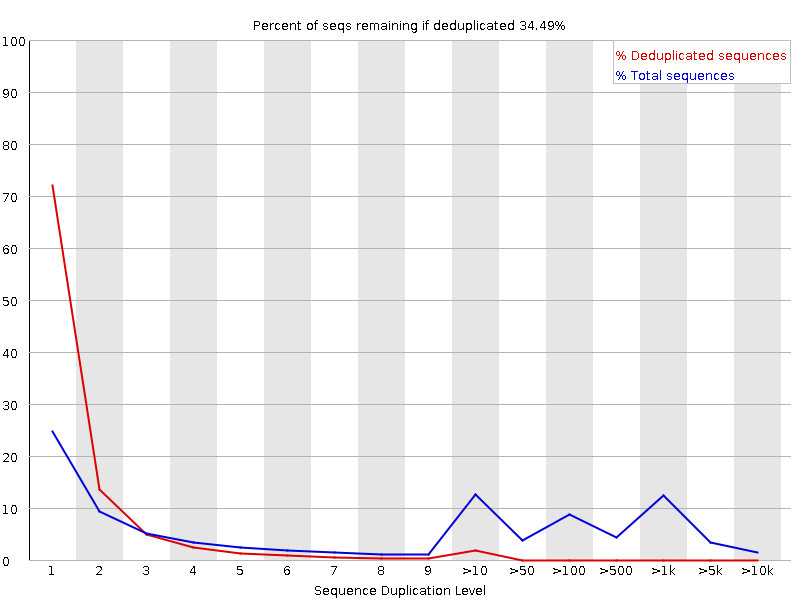 Percent of seqs remaining if deduplicated 34.49%
% Deduplicated sequences
% Total sequences
100
90
80
70
60
50
40
30
20
10
0
1 2 3 4 5 6 7 8 9 >10 >50 >100 >500 >1k >5k >10k
Sequence Duplication Level